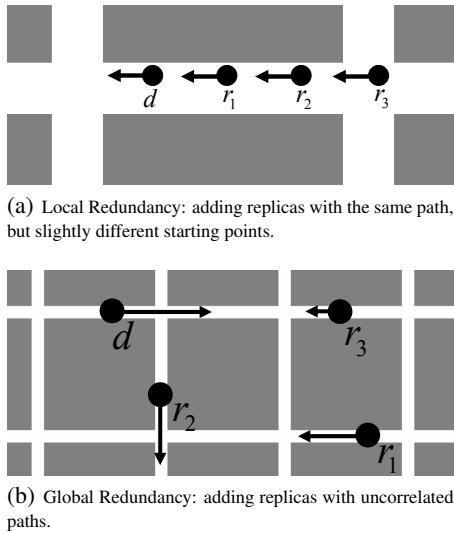 d r1 r2 r3
(a) Local Redundancy: adding replicas with the same path,
but slightly different starting points.
d r3
r2
r1
(b) Global Redundancy: adding replicas with uncorrelated
paths.